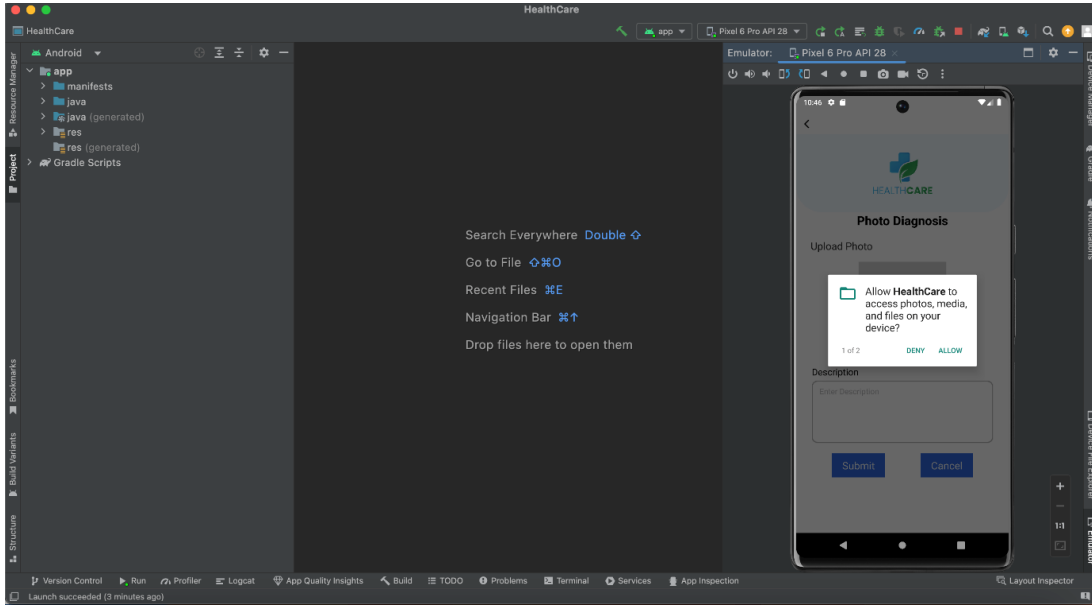 HealthCare
HealthCare
app
Pixel 6 Pro API 28
Android
Emulator:
Pixel 6 Pro API 28
Resource Manager
Project
Bookmarks
Build Variants
Structure
app
manifests
java
java (generated)
res
res (generated)
Gradle Scripts
Search Everywhere Double ⇧
Go to File ⇧⌘O
Recent Files ⌘E
Navigation Bar ⌘↑
Drop files here to open them
10:46
HEALTHCARE
Photo Diagnosis
Upload Photo
Allow HealthCare to
access photos, media,
and files on your
device?
1 of 2
DENY
ALLOW
Description
Enter Description
Submit
Cancel
1:1
Device Manager
Gradle
Notifications
Device File Explorer
Emulator
Version Control
Run
Profiler
Logcat
App Quality Insights
Build
TODO
Problems
Terminal
Services
App Inspection
Layout Inspector
Launch succeeded (3 minutes ago)